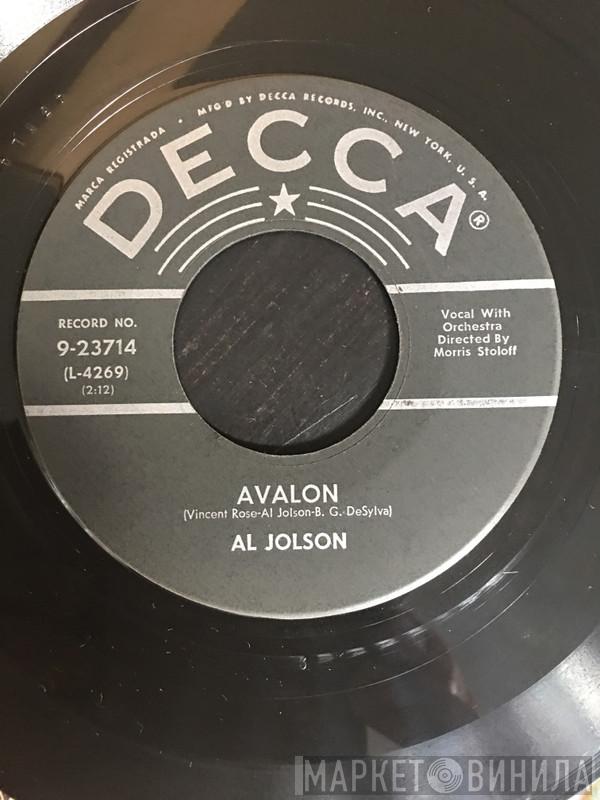 MARCA REGISTRADA • MFG'D BY DECCA RECORDS, INC., NEW YORK, U. S. A.
DECCA®
RECORD NO.
9-23714
(L-4269)
(2:12)
Vocal With
Orchestra
Directed By
Morris Stoloff
AVALON
(Vincent Rose-Al Jolson-B. G. DeSylva)
AL JOLSON
МАРКЕТ ВИНИЛА